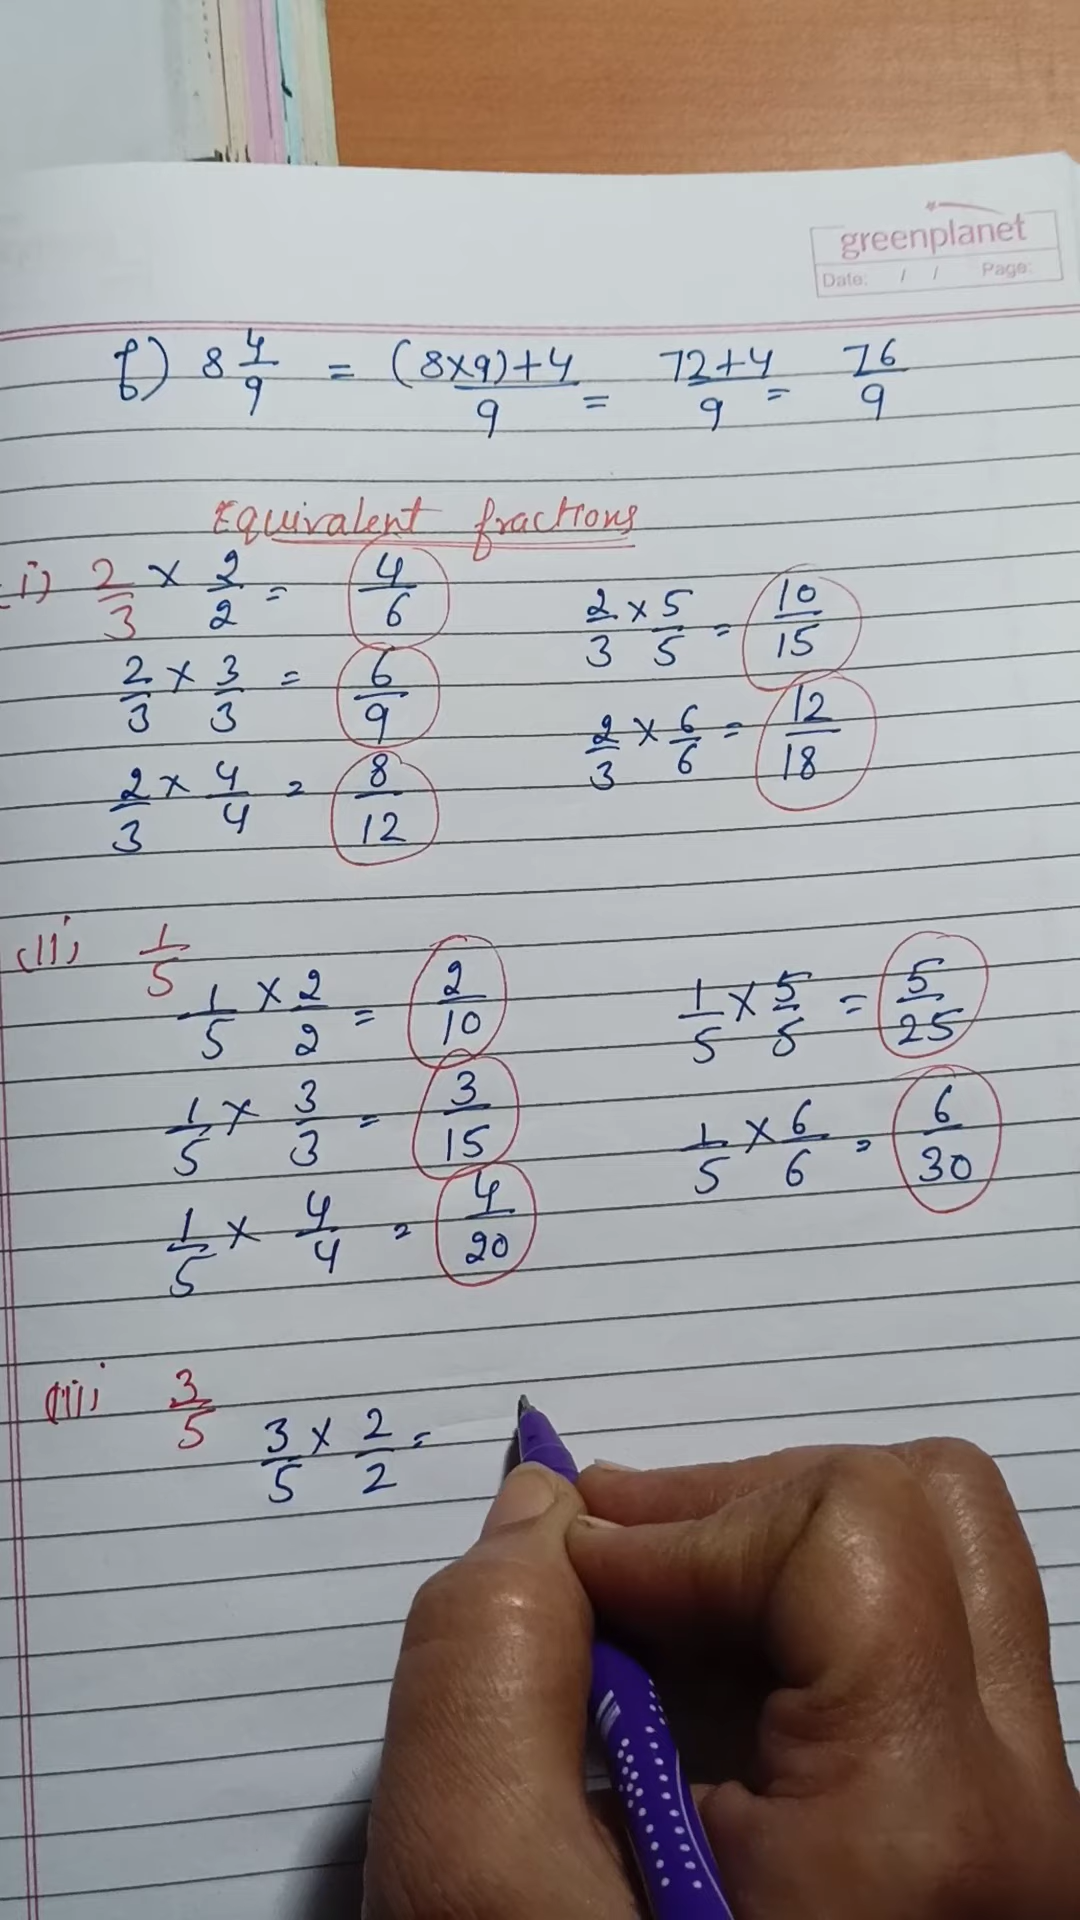 greenplanet
Date: / / Page:
f) 8 4/9 = (8×9)+4/9 = 72+4/9 = 76/9
Equivalent fractions
(i) 2/3 × 2/2 = 4/6
2/3 × 3/3 = 6/9
2/3 × 4/4 = 8/12
2/3 × 5/5 = 10/15
2/3 × 6/6 = 12/18
(ii) 1/5
1/5 × 2/2 = 2/10
1/5 × 3/3 = 3/15
1/5 × 4/4 = 4/20
1/5 × 5/5 = 5/25
1/5 × 6/6 = 6/30
(iii) 3/5
3/5 × 2/2 =